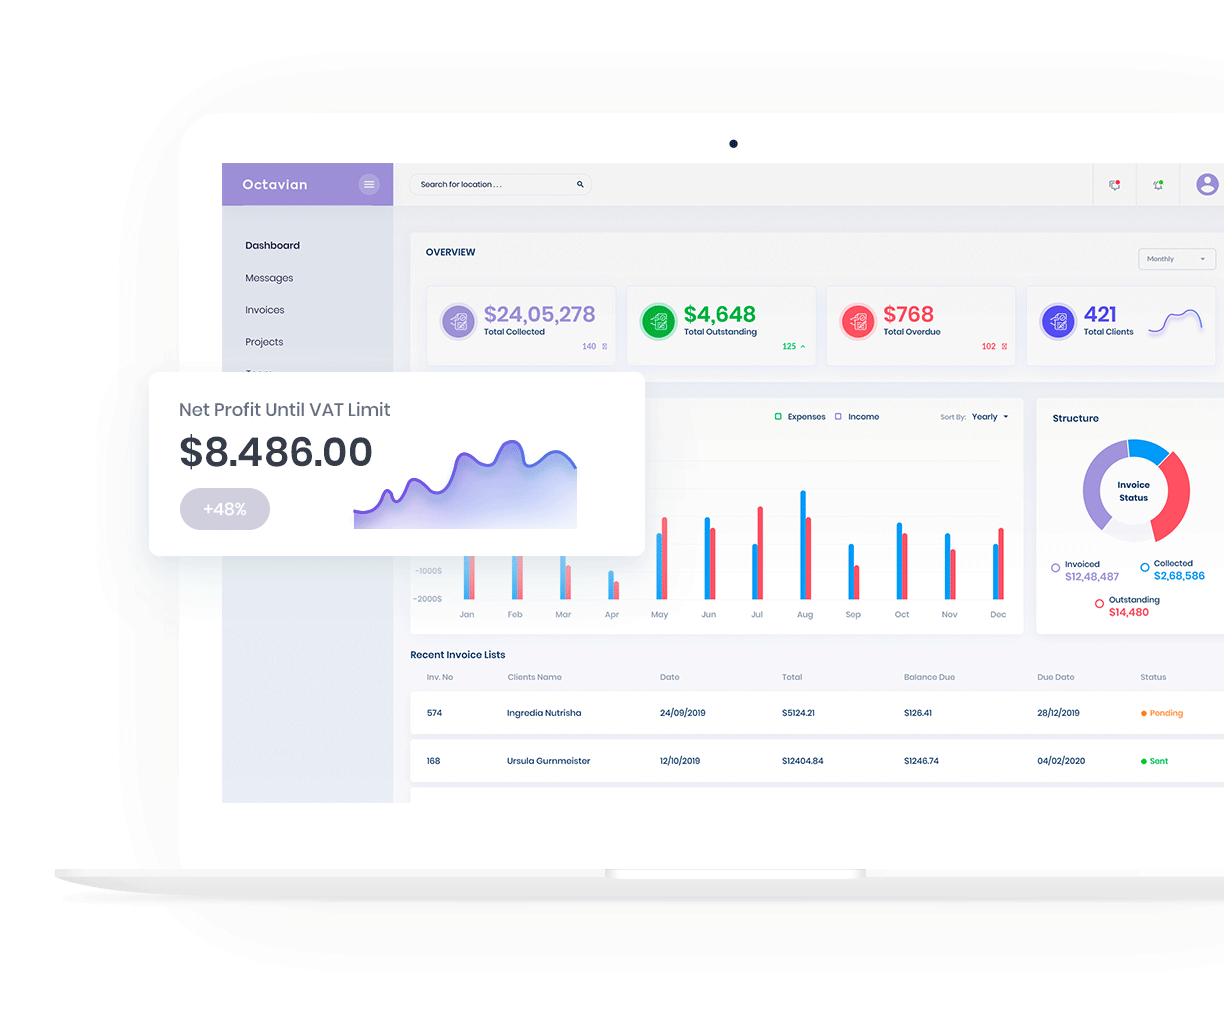 Octavian
Search for location . . .
Dashboard
Messages
Invoices
Projects
OVERVIEW
Monthly
$24,05,278
Total Collected
140
$4,648
Total Outstanding
125
$768
Total Overdue
102
421
Total Clients
Net Profit Until VAT Limit
$8.486.00
+48%
Expenses
Income
Sort By: Yearly
-1000$
-2000$
Jan Feb Mar Apr May Jun Jul Aug Sep Oct Nov Dec
Structure
Invoice
Status
Invoiced
$12,48,487
Collected
$2,68,586
Outstanding
$14,480
Recent Invoice Lists
Inv. No Clients Name Date Total Balance Due Due Date Status
574 Ingredia Nutrisha 24/09/2019 $5124.21 $126.41 28/12/2019 Pending
168 Ursula Gurnmeister 12/10/2019 $12404.84 $1246.74 04/02/2020 Sent